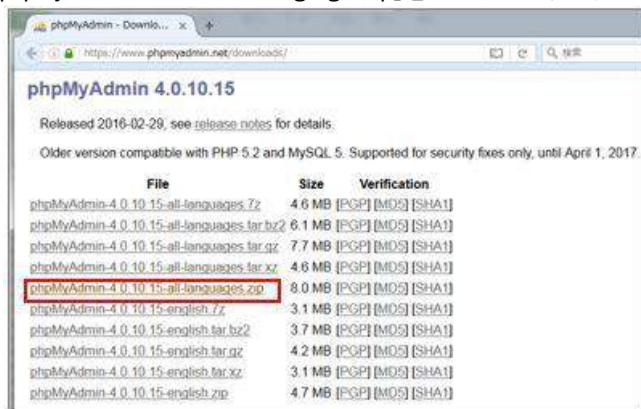 phpMyAdmin - Downlo...
https://www.phpmyadmin.net/downloads/
検索
phpMyAdmin 4.0.10.15
Released 2016-02-29, see release notes for details.
Older version compatible with PHP 5.2 and MySQL 5. Supported for security fixes only, until April 1, 2017.
File Size Verification
phpMyAdmin-4.0.10.15-all-languages.7z 4.6 MB [PGP] [MD5] [SHA1]
phpMyAdmin-4.0.10.15-all-languages.tar.bz2 6.1 MB [PGP] [MD5] [SHA1]
phpMyAdmin-4.0.10.15-all-languages.tar.gz 7.7 MB [PGP] [MD5] [SHA1]
phpMyAdmin-4.0.10.15-all-languages.tar.xz 4.6 MB [PGP] [MD5] [SHA1]
phpMyAdmin-4.0.10.15-all-languages.zip 8.0 MB [PGP] [MD5] [SHA1]
phpMyAdmin-4.0.10.15-english.7z 3.1 MB [PGP] [MD5] [SHA1]
phpMyAdmin-4.0.10.15-english.tar.bz2 3.7 MB [PGP] [MD5] [SHA1]
phpMyAdmin-4.0.10.15-english.tar.gz 4.2 MB [PGP] [MD5] [SHA1]
phpMyAdmin-4.0.10.15-english.tar.xz 3.1 MB [PGP] [MD5] [SHA1]
phpMyAdmin-4.0.10.15-english.zip 4.7 MB [PGP] [MD5] [SHA1]